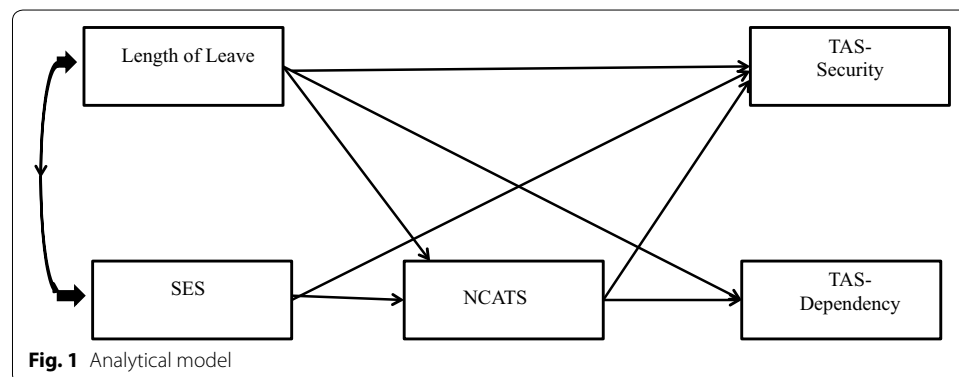 Length of Leave
TAS-
Security
SES
NCATS
TAS-
Dependency
Fig. 1 Analytical model